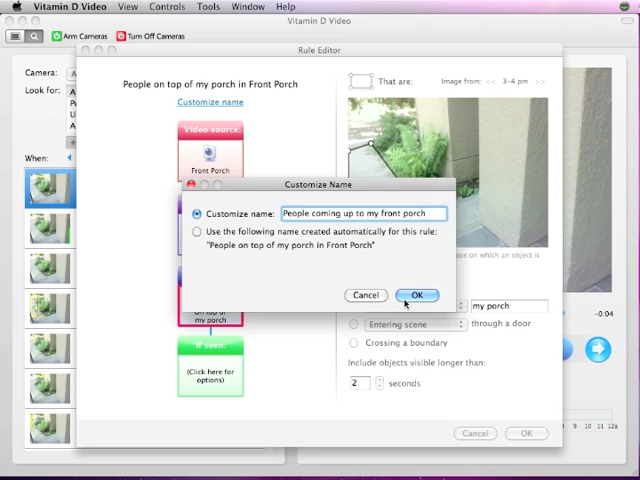 Vitamin D Video View Controls Tools Window Help
Vitamin D Video
Arm Cameras Turn Off Cameras
Rule Editor
Camera:
Look for:
When:
People on top of my porch in Front Porch
Customize name
Video source:
Front Porch
That are:
Image from: << 3–4 pm >>
Customize Name
Customize name: People coming up to my front porch
Use the following name created automatically for this rule:
"People on top of my porch in Front Porch"
Cancel OK
On top of
my porch
my porch
Entering scene through a door
Crossing a boundary
If seen:
(Click here for
options)
Include objects visible longer than:
2 seconds
Cancel OK
-0:04
8 9 10 11 12a